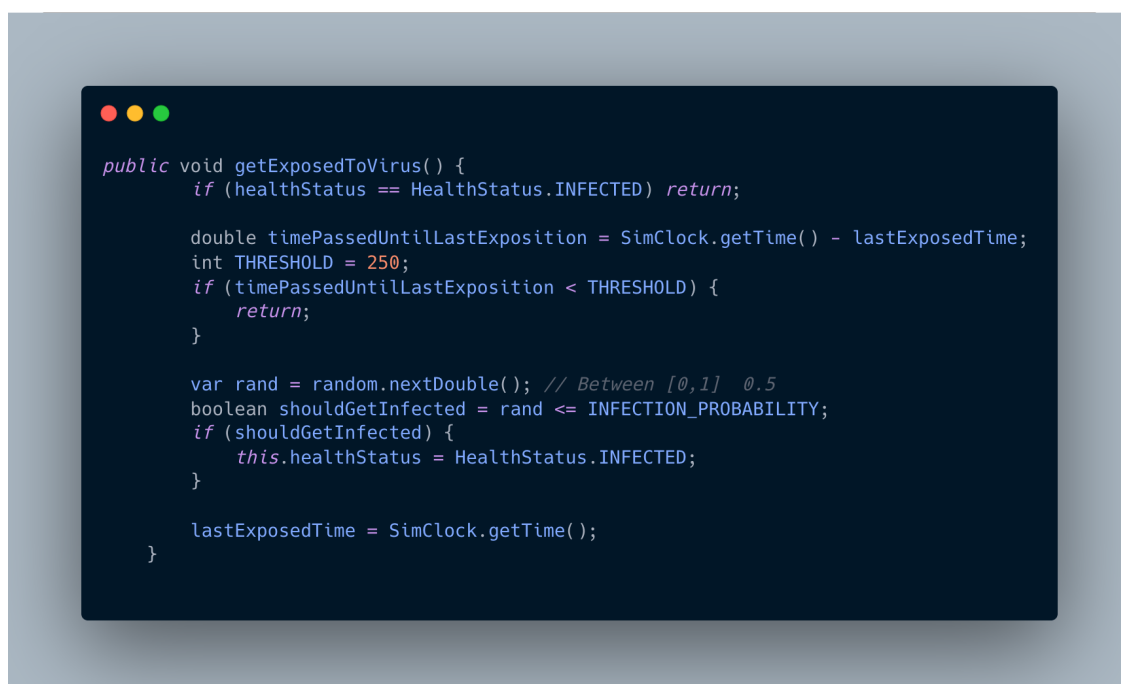 public void getExposedToVirus() {
        if (healthStatus == HealthStatus.INFECTED) return;

        double timePassedUntilLastExposition = SimClock.getTime() - lastExposedTime;
        int THRESHOLD = 250;
        if (timePassedUntilLastExposition < THRESHOLD) {
            return;
        }

        var rand = random.nextDouble(); // Between [0,1]  0.5
        boolean shouldGetInfected = rand <= INFECTION_PROBABILITY;
        if (shouldGetInfected) {
            this.healthStatus = HealthStatus.INFECTED;
        }

        lastExposedTime = SimClock.getTime();
    }